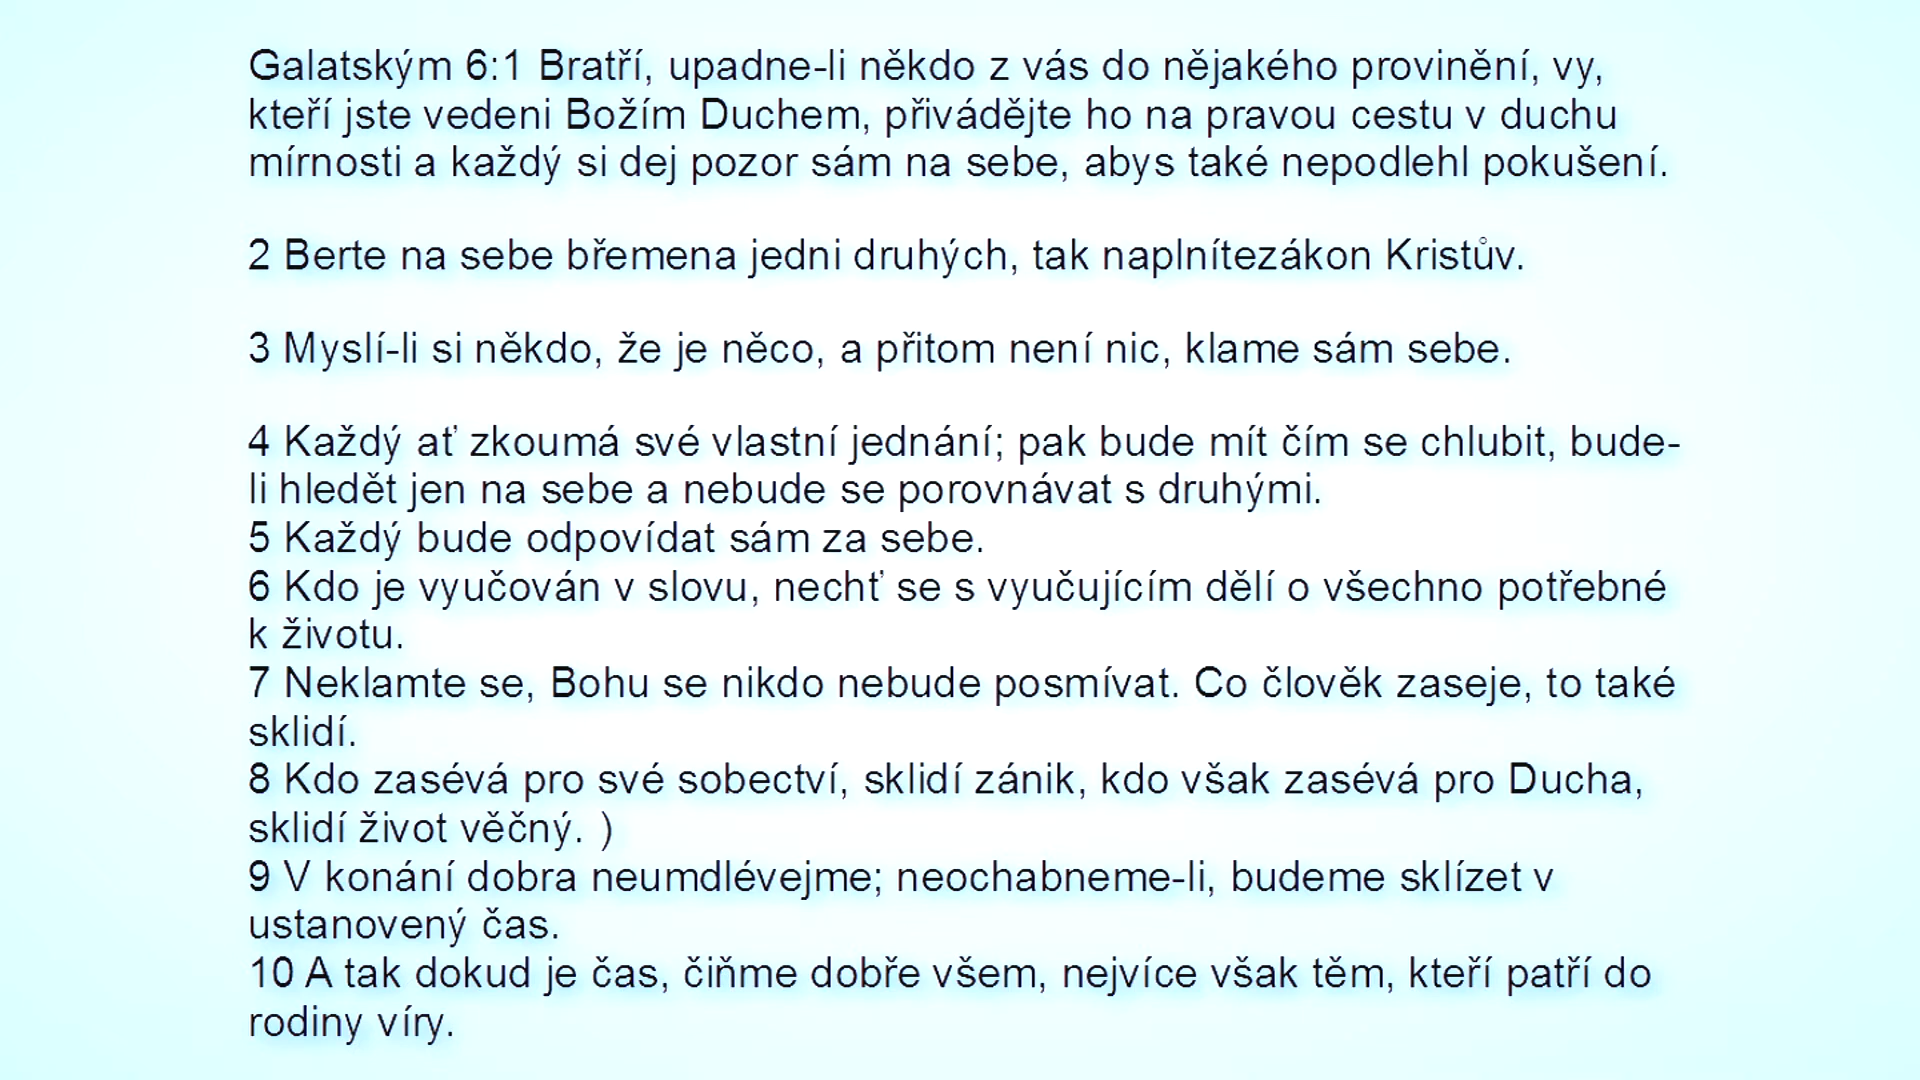 Galatským 6:1 Bratří, upadne-li někdo z vás do nějakého provinění, vy,
kteří jste vedeni Božím Duchem, přivádějte ho na pravou cestu v duchu
mírnosti a každý si dej pozor sám na sebe, abys také nepodlehl pokušení.
2 Berte na sebe břemena jedni druhých, tak naplnítezákon Kristův.
3 Myslí-li si někdo, že je něco, a přitom není nic, klame sám sebe.
4 Každý ať zkoumá své vlastní jednání; pak bude mít čím se chlubit, bude-
li hledět jen na sebe a nebude se porovnávat s druhými.
5 Každý bude odpovídat sám za sebe.
6 Kdo je vyučován v slovu, nechť se s vyučujícím dělí o všechno potřebné
k životu.
7 Neklamte se, Bohu se nikdo nebude posmívat. Co člověk zaseje, to také
sklidí.
8 Kdo zasévá pro své sobectví, sklidí zánik, kdo však zasévá pro Ducha,
sklidí život věčný. )
9 V konání dobra neumdlévejme; neochabneme-li, budeme sklízet v
ustanovený čas.
10 A tak dokud je čas, čiňme dobře všem, nejvíce však těm, kteří patří do
rodiny víry.